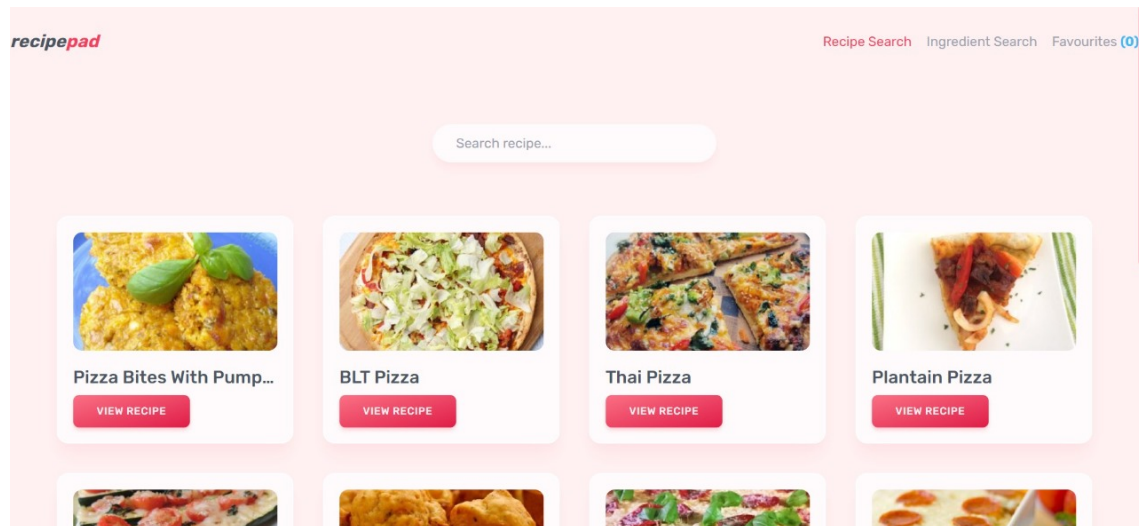 recipepad
Recipe Search Ingredient Search Favourites (0)
Search recipe...
Pizza Bites With Pump...
VIEW RECIPE
BLT Pizza
VIEW RECIPE
Thai Pizza
VIEW RECIPE
Plantain Pizza
VIEW RECIPE